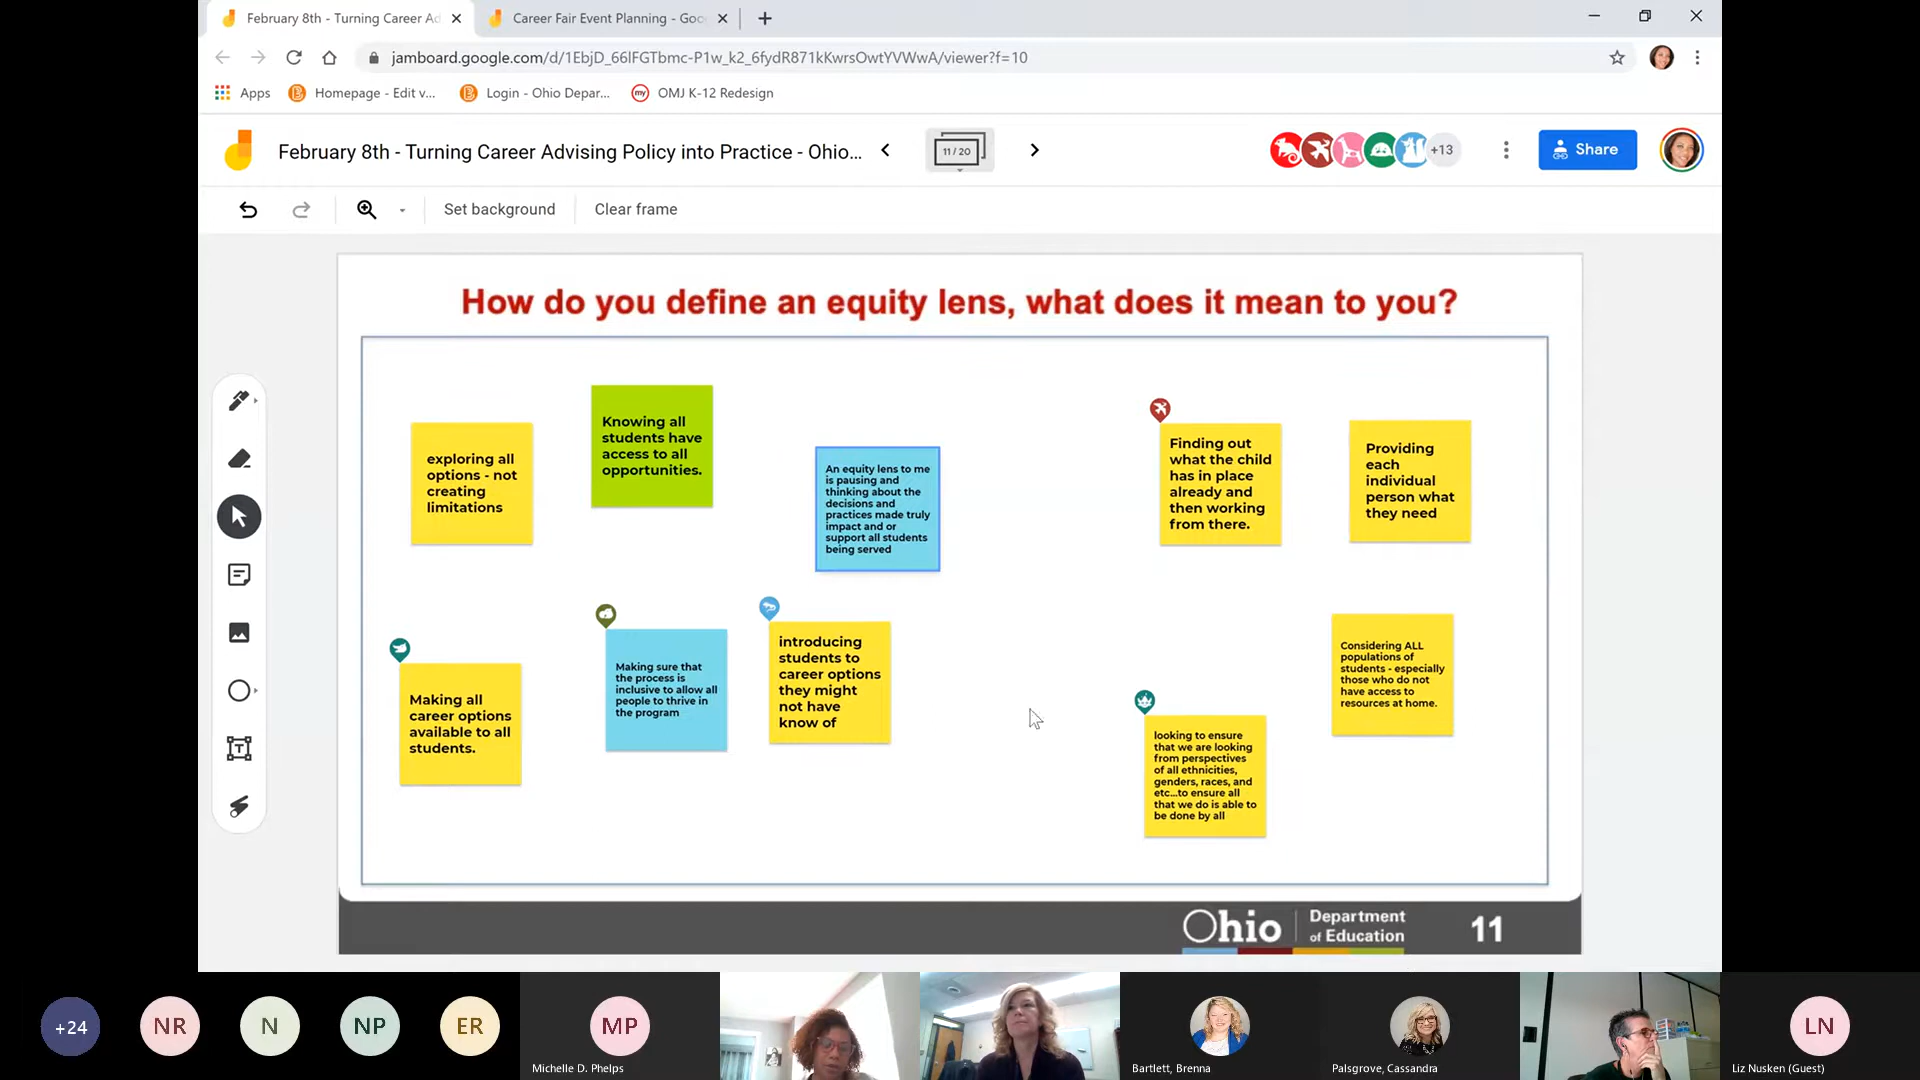 February 8th - Turning Career Ad
Career Fair Event Planning - Goo
jamboard.google.com/d/1EbjD_66lFGTbmc-P1w_k2_6fydR871kKwrsOwtYVWwA/viewer?f=10
Apps
Homepage - Edit v...
Login - Ohio Depar...
my
OMJ K-12 Redesign
February 8th - Turning Career Advising Policy into Practice - Ohio...
11 / 20
+13
Share
Set background
Clear frame
How do you define an equity lens, what does it mean to you?
exploring all
options - not
creating
limitations
Knowing all
students have
access to all
opportunities.
An equity lens to me
is pausing and
thinking about the
decisions and
practices made truly
impact and or
support all students
being served
Finding out
what the child
has in place
already and
then working
from there.
Providing
each
individual
person what
they need
Making all
career options
available to all
students.
Making sure that
the process is
inclusive to allow all
people to thrive in
the program
introducing
students to
career options
they might
not have
know of
looking to ensure
that we are looking
from perspectives
of all ethnicities,
genders, races, and
etc...to ensure all
that we do is able to
be done by all
Considering ALL
populations of
students - especially
those who do not
have access to
resources at home.
Ohio
Department
of Education
11
+24
NR
N
NP
ER
MP
Michelle D. Phelps
Bartlett, Brenna
Palsgrove, Cassandra
LN
Liz Nusken (Guest)